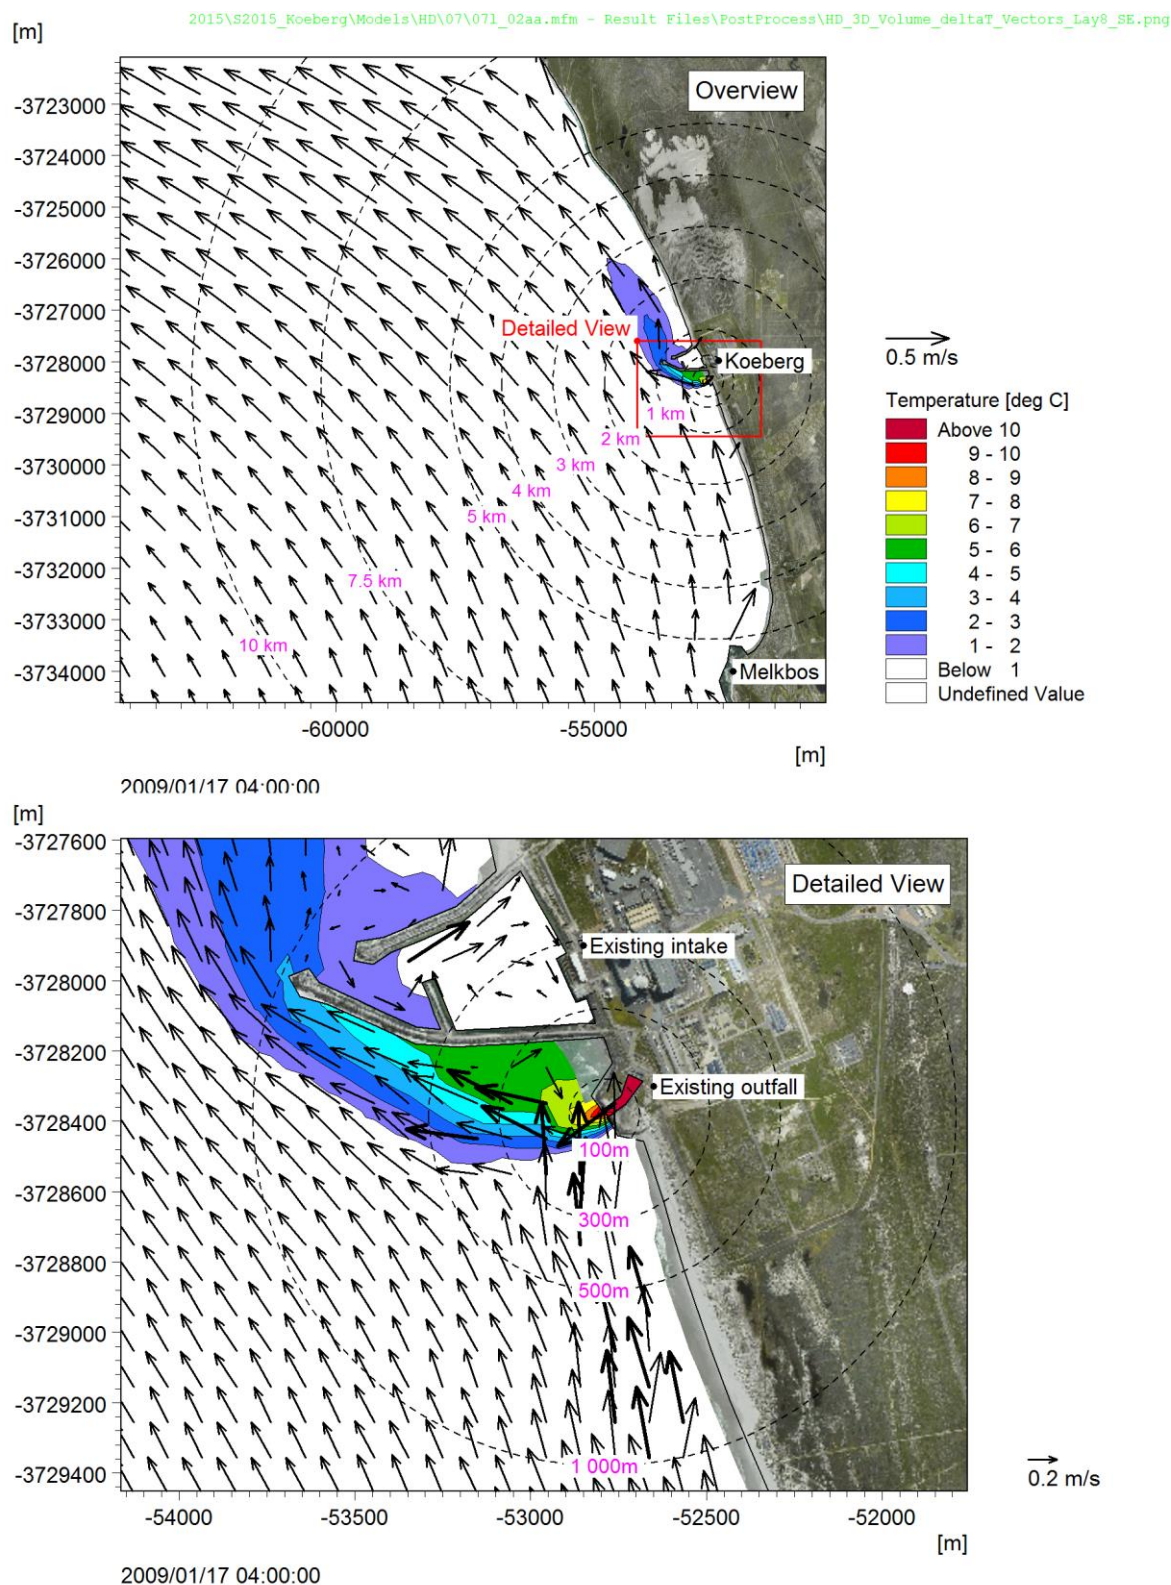 2015\S2015_Koeberg\Models\HD\07\07l_02aa.mfm - Result Files\PostProcess\HD_3D_Volume_deltaT_Vectors_Lay8_SE.png
[m]
Overview
-3723000
-3724000
-3725000
-3726000
-3727000
-3728000
-3729000
-3730000
-3731000
-3732000
-3733000
-3734000
Detailed View
Koeberg
1 km
2 km
3 km
4 km
5 km
7.5 km
10 km
Melkbos
-60000
-55000
[m]
0.5 m/s
Temperature [deg C]
Above 10
9 - 10
8 - 9
7 - 8
6 - 7
5 - 6
4 - 5
3 - 4
2 - 3
1 - 2
Below 1
Undefined Value
2009/01/17 04:00:00
[m]
-3727600
-3727800
-3728000
-3728200
-3728400
-3728600
-3728800
-3729000
-3729200
-3729400
Detailed View
Existing intake
Existing outfall
100m
300m
500m
1 000m
0.2 m/s
-54000
-53500
-53000
-52500
-52000
[m]
2009/01/17 04:00:00